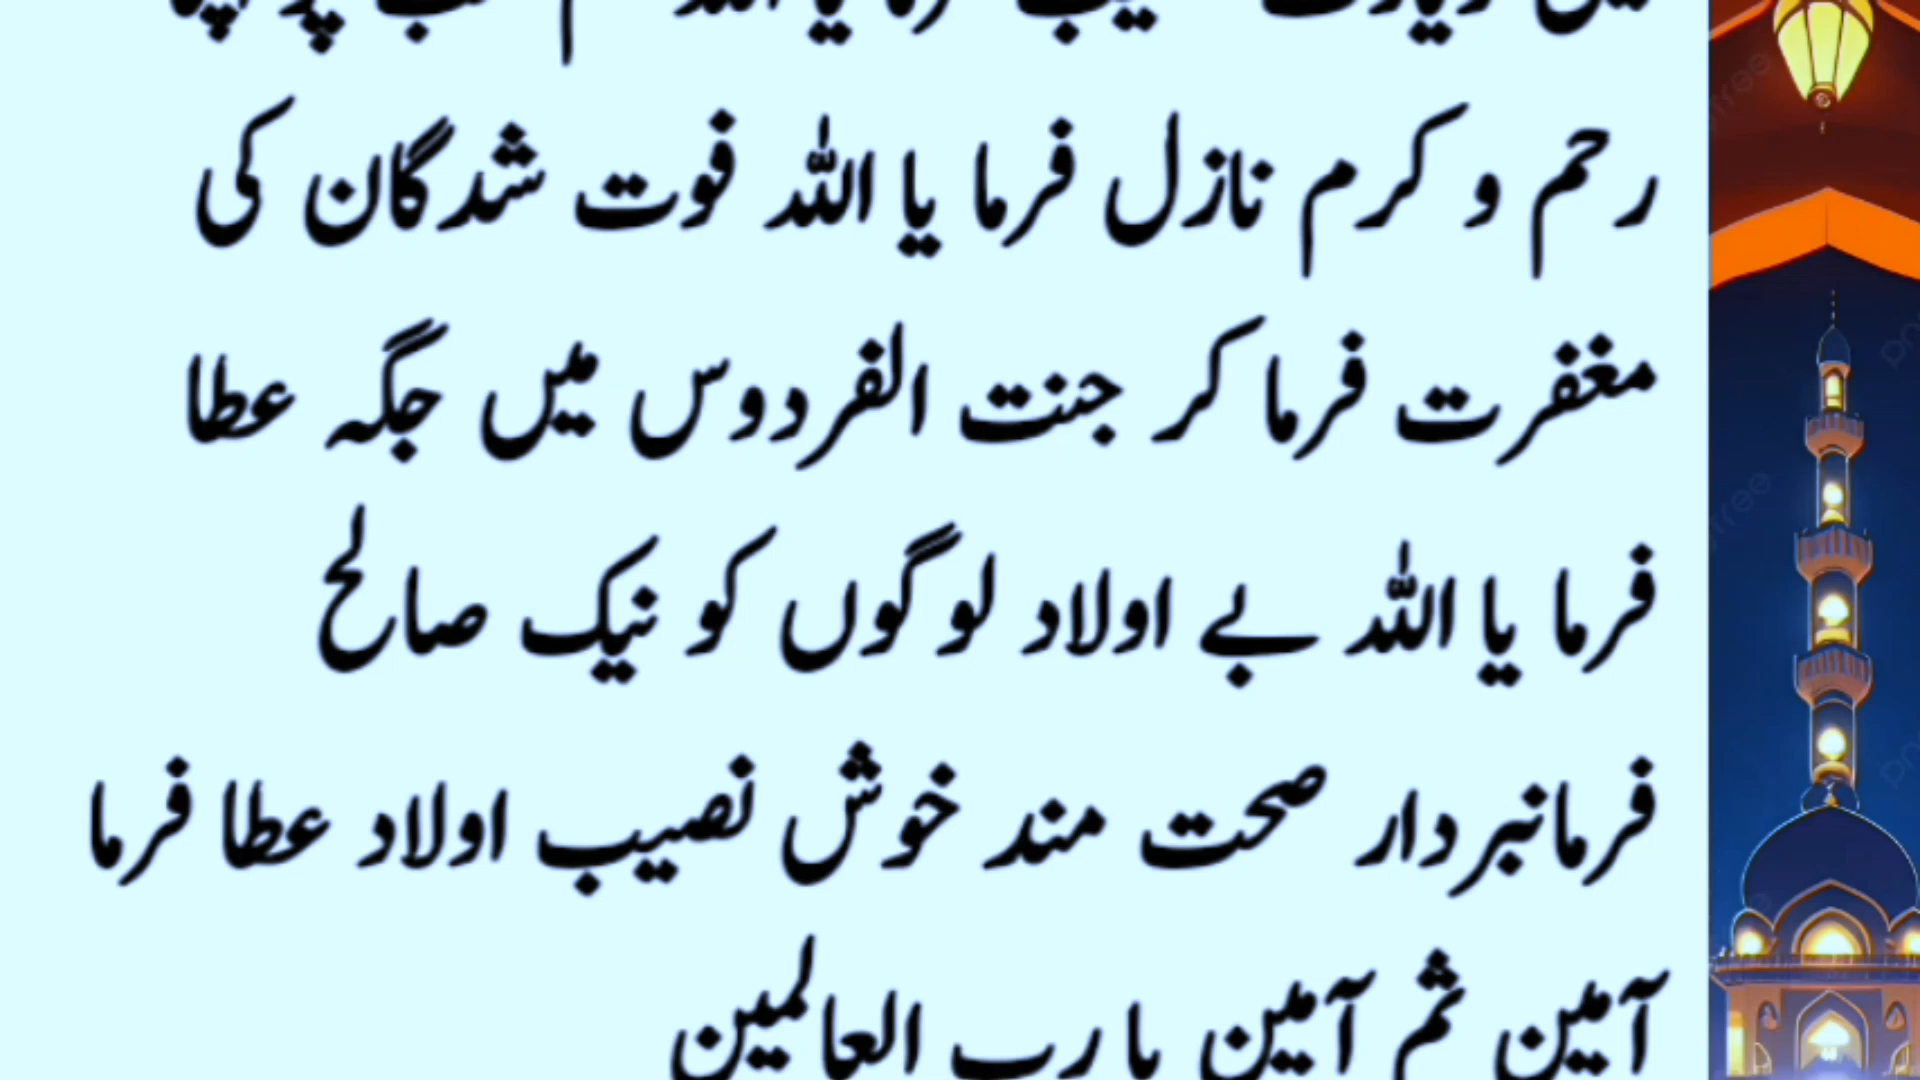 رحم و کرم نازل فرما یا اللہ فوت شدگان کی
مغفرت فرما کر جنت الفردوس میں جگہ عطا
فرما یا اللہ بے اولاد لوگوں کو نیک صالح
فرمانبردار صحت مند خوش نصیب اولاد عطا فرما
آمین ثم آمین یا رب العالمین